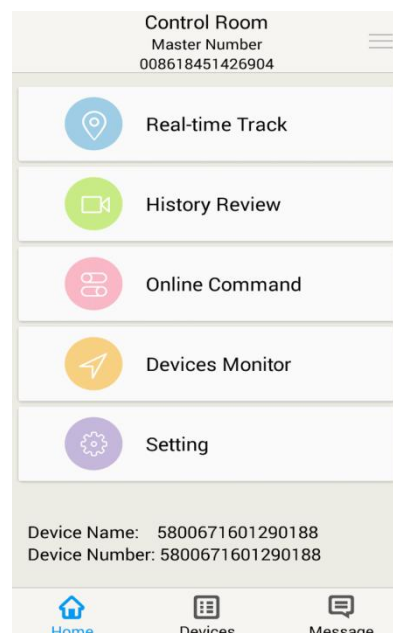 Control Room
Master Number
008618451426904
Real-time Track
History Review
Online Command
Devices Monitor
Setting
Device Name: 5800671601290188
Device Number: 5800671601290188
Home Devices Message